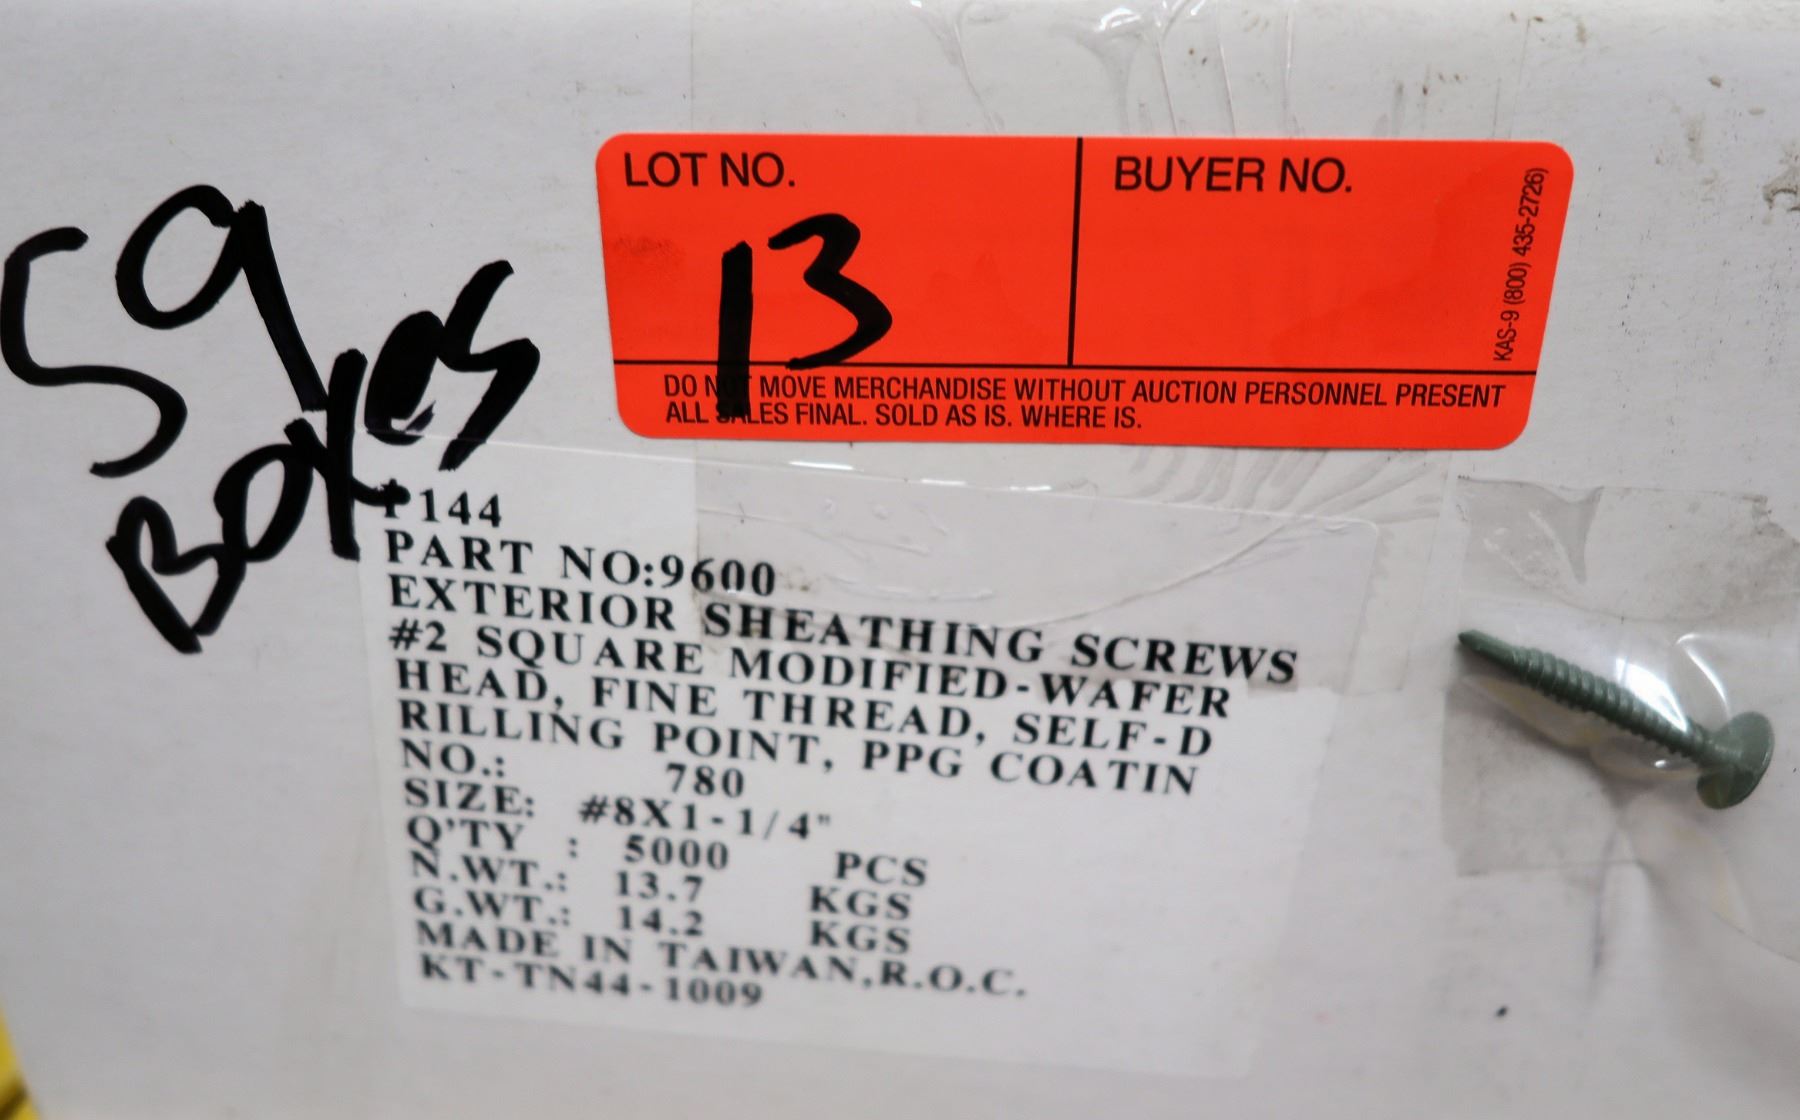 59
BOXES
LOT NO.
13
BUYER NO.
KAS-9 (800) 435-2726)
DO NOT MOVE MERCHANDISE WITHOUT AUCTION PERSONNEL PRESENT
ALL SALES FINAL. SOLD AS IS. WHERE IS.
P144
PART NO:9600
EXTERIOR SHEATHING SCREWS
#2 SQUARE MODIFIED-WAFER
HEAD, FINE THREAD, SELF-D
RILLING POINT, PPG COATIN
NO.: 780
SIZE: #8X1-1/4"
Q'TY : 5000 PCS
N.WT.: 13.7 KGS
G.WT.: 14.2 KGS
MADE IN TAIWAN,R.O.C.
KT-TN44-1009